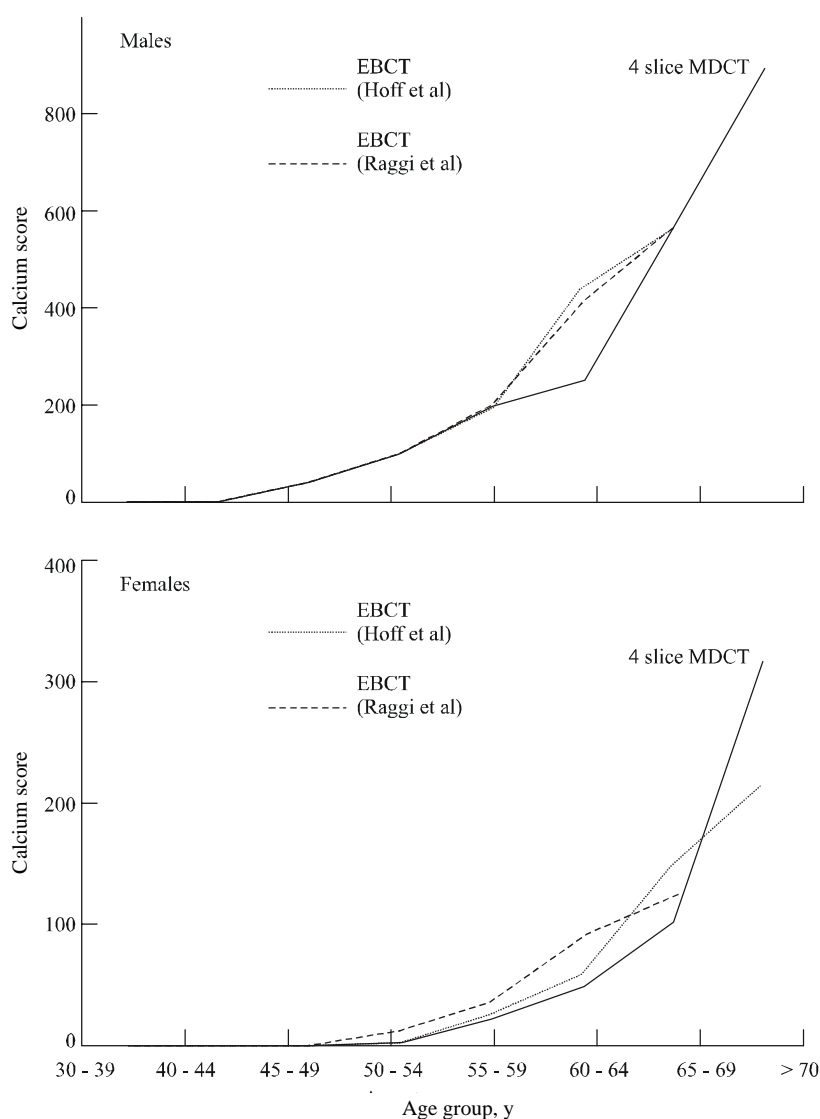 Males
EBCT
(Hoff et al)
EBCT
(Raggi et al)
4 slice MDCT
Calcium score
800
600
400
200
0
Females
EBCT
(Hoff et al)
EBCT
(Raggi et al)
4 slice MDCT
Calcium score
400
300
200
100
0
30 - 39 40 - 44 45 - 49 50 - 54 55 - 59 60 - 64 65 - 69 > 70
Age group, y